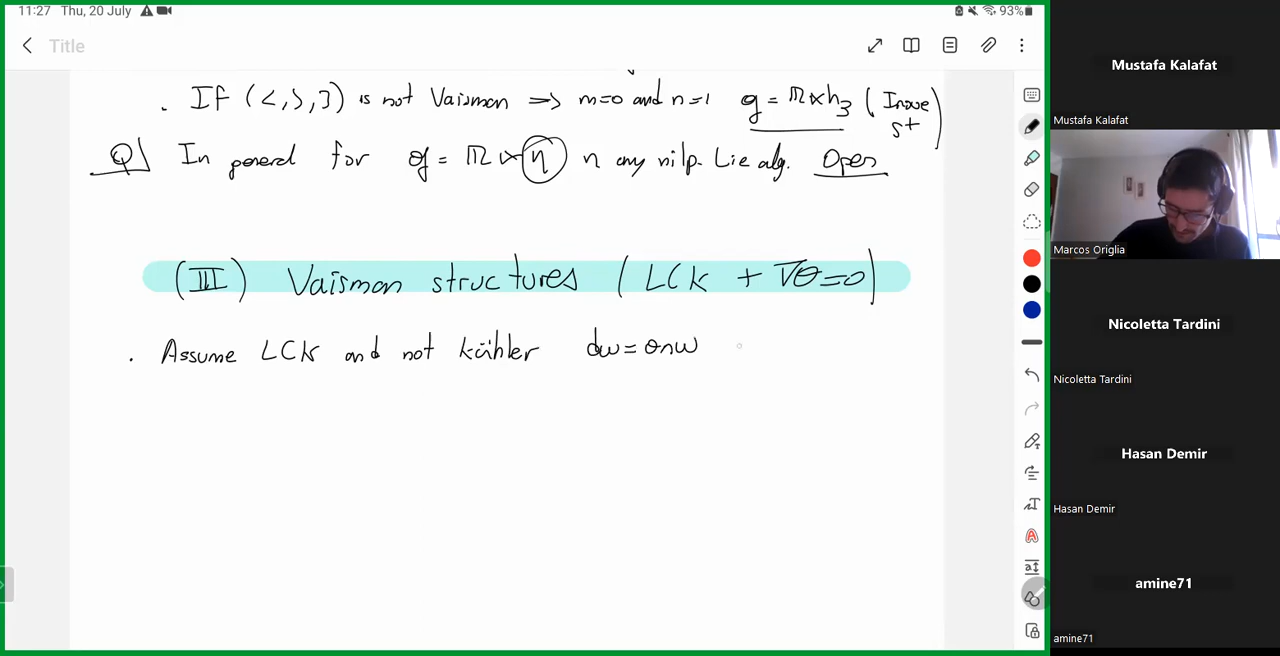 11:27 Thu, 20 July
93%
Title
. If (<,>, J) is not Vaisman ⟹ m=0 and n=1 g = ℝ⋉h₃ (Inoue S+)
Q) In general for g = ℝ⋉n n any nilp. Lie alg. Open
(III) Vaisman structures (LCK + ∇θ=0)
. Assume LCK and not kähler dω=θ∧ω
Mustafa Kalafat
Mustafa Kalafat
Marcos Origlia
Nicoletta Tardini
Nicoletta Tardini
Hasan Demir
Hasan Demir
amine71
amine71